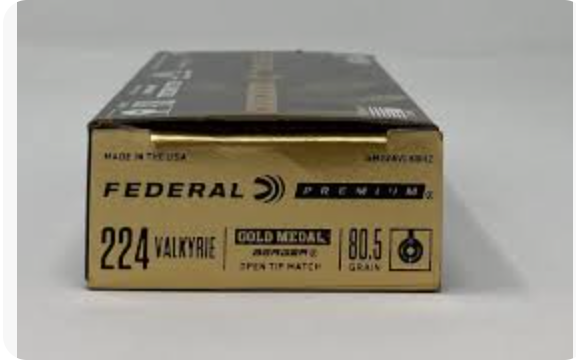 MADE IN THE USA
FEDERAL PREMIUM
224 VALKYRIE
GOLD MEDAL
BERGER
OPEN TIP MATCH
80.5
GRAIN